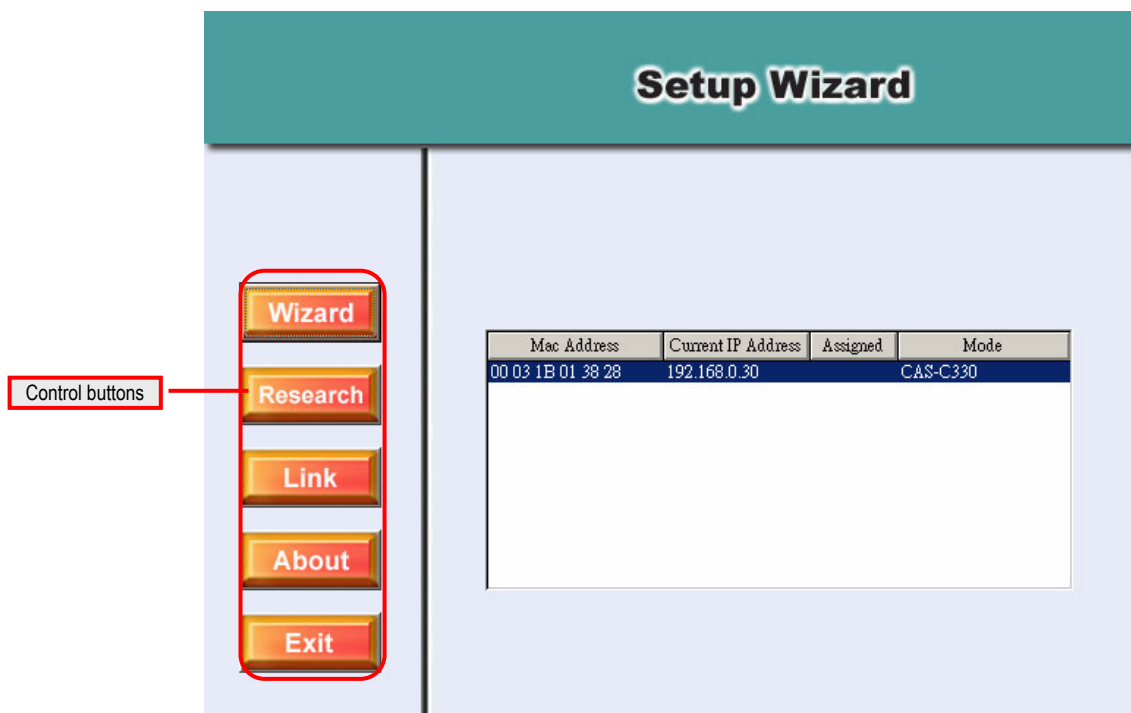 Setup Wizard
Wizard
Research
Link
About
Exit
Control buttons
Mac Address Current IP Address Assigned Mode
00 03 1B 01 38 28 192.168.0.30 CAS-C330